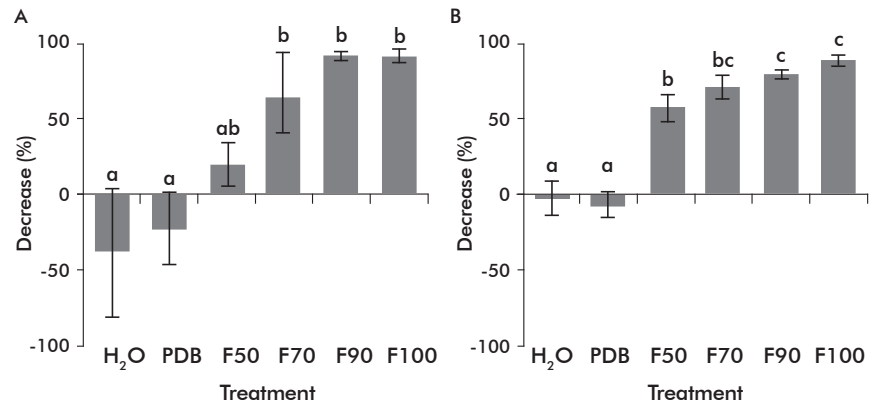 A
Decrease (%)
100
50
0
-50
-100
a
a
ab
b
b
b
H₂O PDB F50 F70 F90 F100
Treatment
B
Decrease (%)
100
50
0
-50
-100
a
a
b
bc
c
c
H₂O PDB F50 F70 F90 F100
Treatment